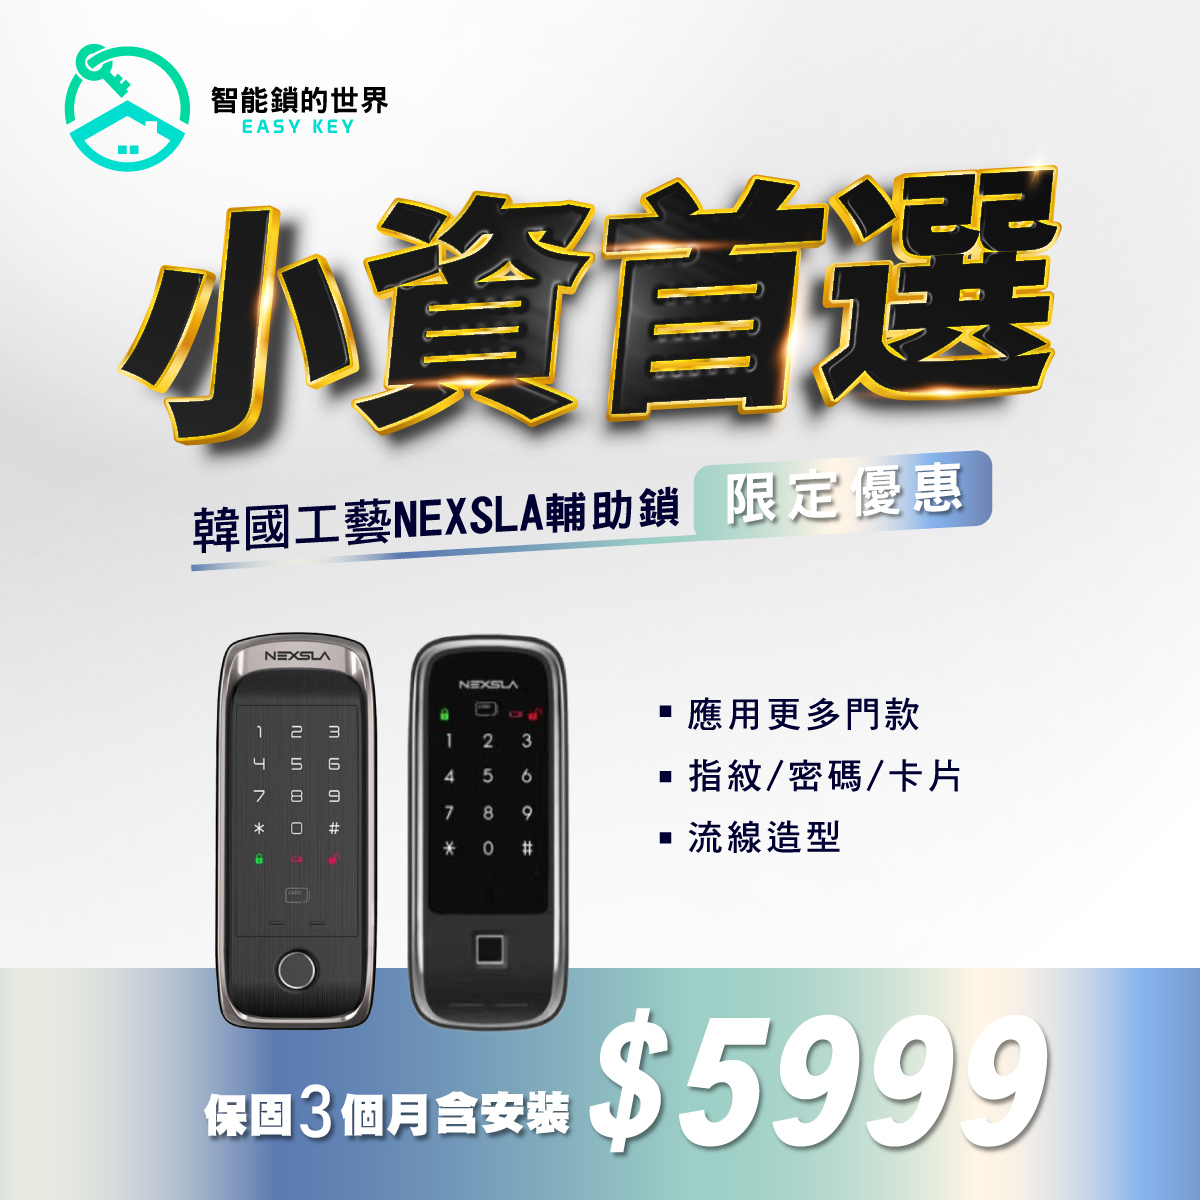 智能鎖的世界
EASY KEY
小資首選
韓國工藝NEXSLA輔助鎖 限定優惠
NEXSLA
1 2 3
4 5 6
7 8 9
* 0 #
CARD
NEXSLA
1 2 3
4 5 6
7 8 9
* 0 #
▪ 應用更多門款
▪ 指紋/密碼/卡片
▪ 流線造型
保固3個月含安裝 $5999